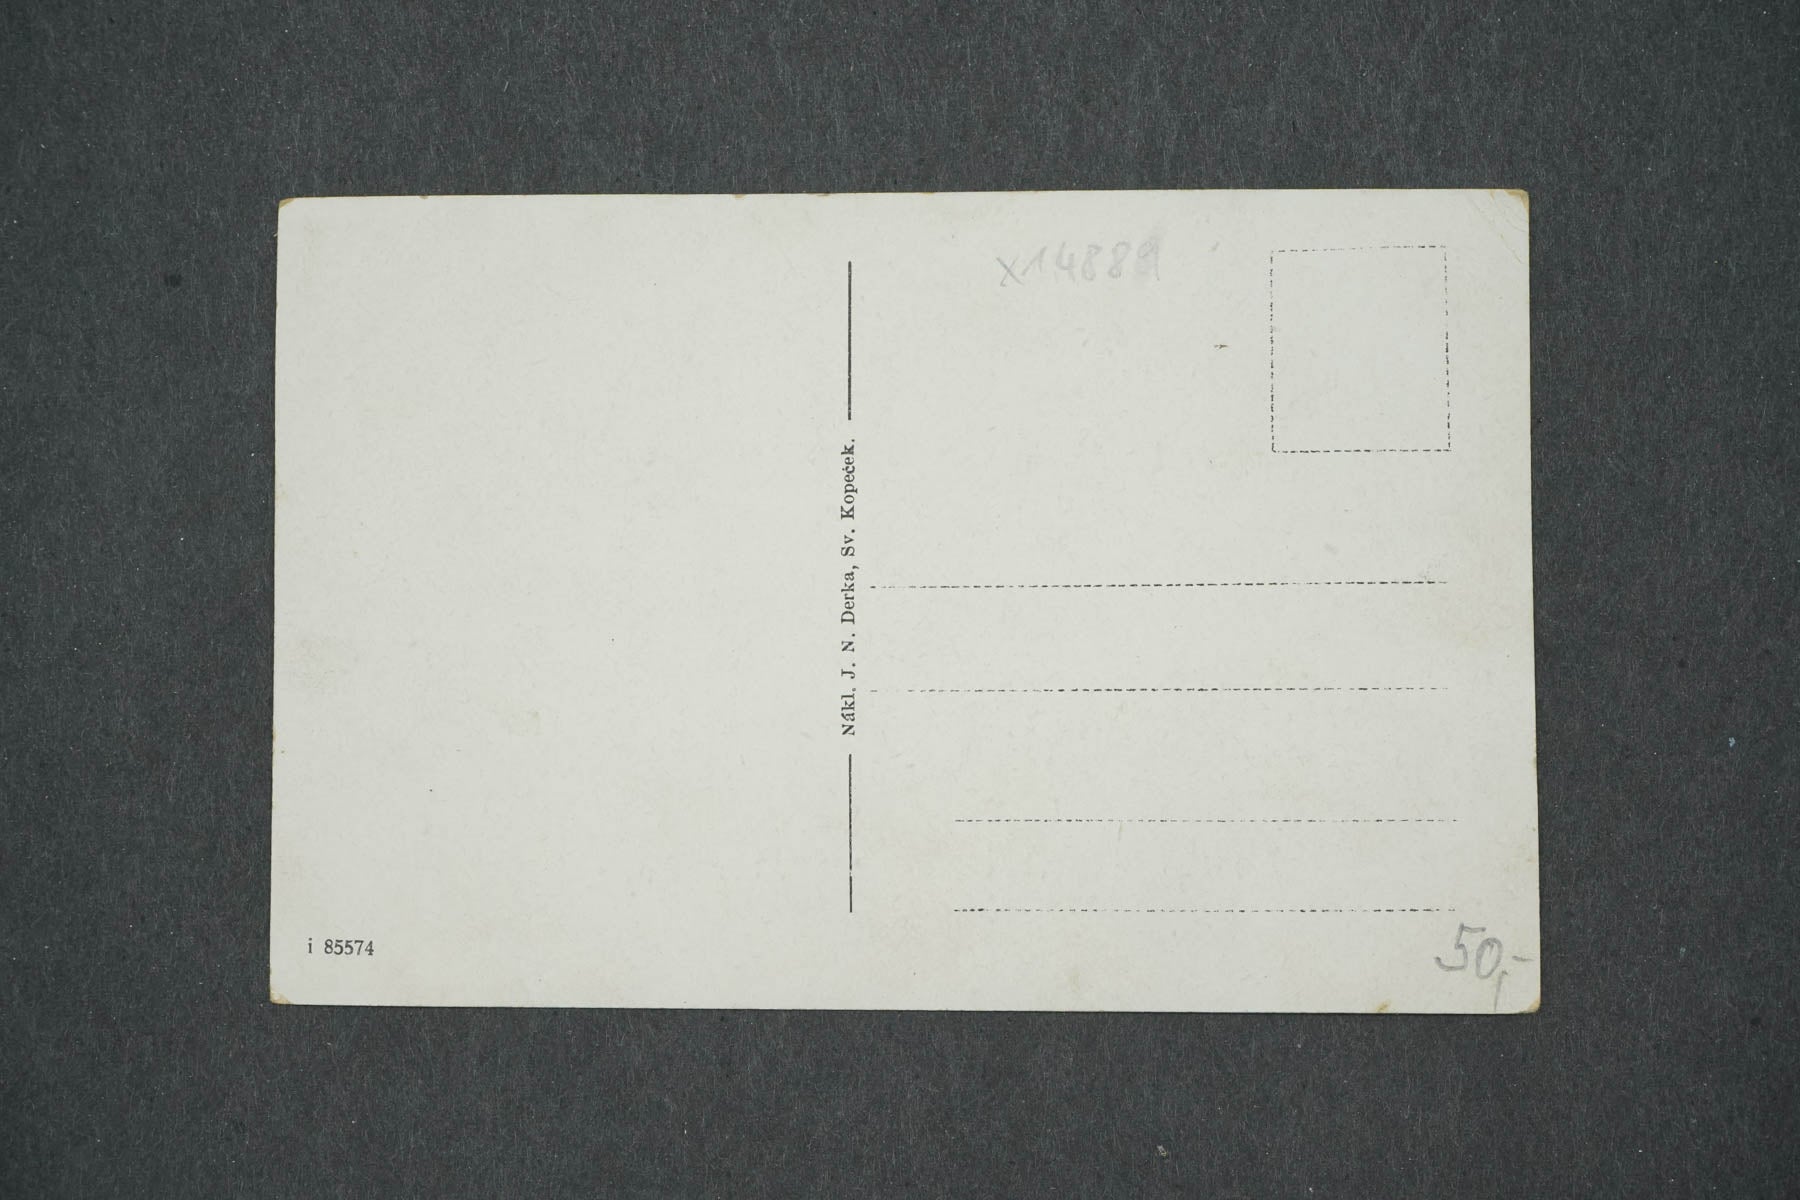 x14889
Nákl. J. N. Derka, Sv. Kopeček.
i 85574
50,-